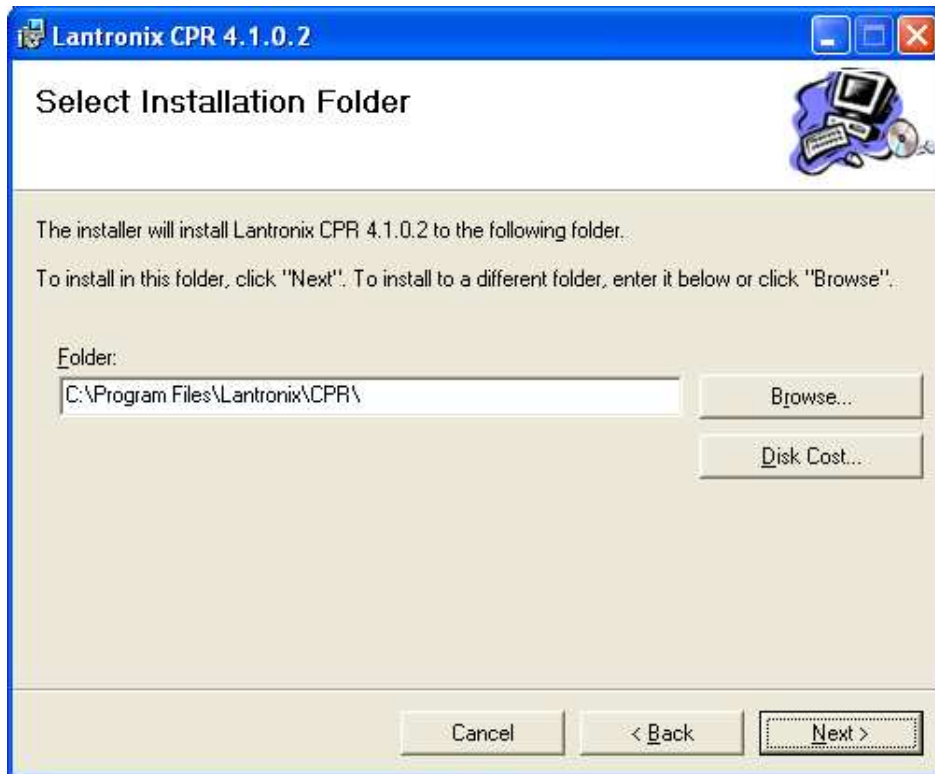 Lantronix CPR 4.1.0.2
Select Installation Folder
The installer will install Lantronix CPR 4.1.0.2 to the following folder.
To install in this folder, click "Next". To install to a different folder, enter it below or click "Browse".
Folder:
C:\Program Files\Lantronix\CPR\
Browse...
Disk Cost...
Cancel
< Back
Next >